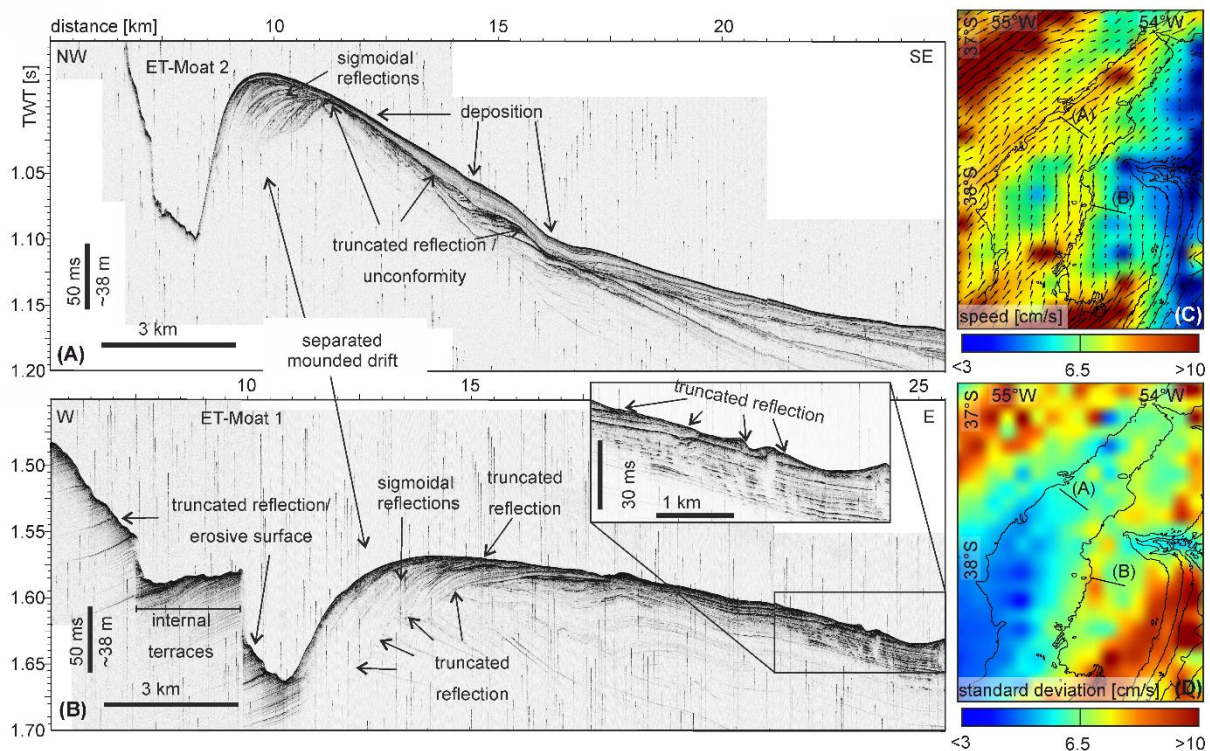 distance [km]
10
15
20
NW
SE
ET-Moat 2
sigmoidal
reflections
deposition
TWT [s]
1.05
1.10
1.15
1.20
truncated reflection /
unconformity
50 ms
~38 m
3 km
(A)
separated
mounded drift
10
15
25
W
E
ET-Moat 1
truncated reflection
30 ms
1 km
1.50
1.55
1.60
1.65
1.70
truncated reflection/
erosive surface
sigmoidal
reflections
truncated
reflection
internal
terraces
truncated
reflection
50 ms
~38 m
3 km
(B)
55°W
54°W
37°S
38°S
(A)
(B)
speed [cm/s]
(C)
<3
6.5
>10
55°W
54°W
37°S
38°S
(A)
(B)
standard deviation [cm/s]
(D)
<3
6.5
>10